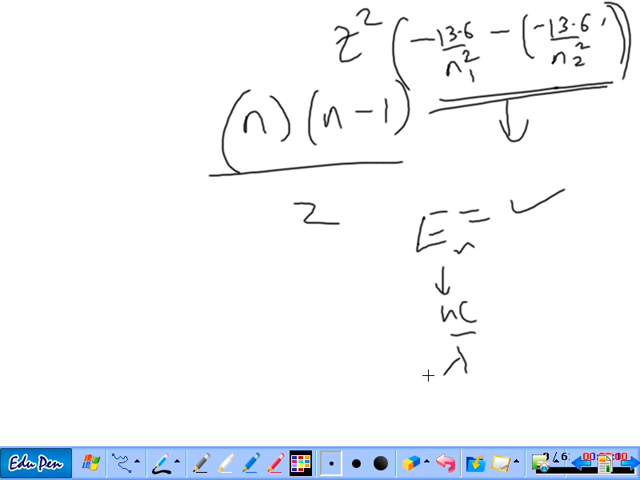 z² ( -13.6/n₁² - (-13.6/n₂²) )
(n) (n - 1)
2
E =
hc
λ
Edu Pen